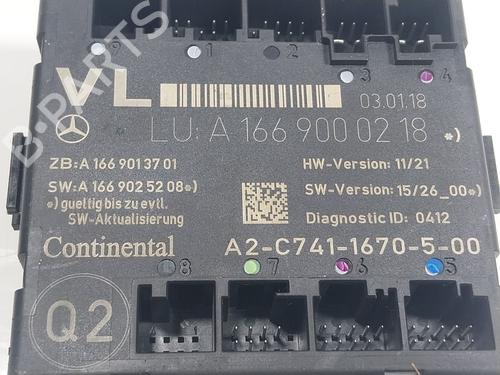 9 1 2 3 4
VL
03.01.18
LU: A 166 900 02 18 *)
ZB: A 166 901 37 01
HW-Version: 11/21
SW: A 166 902 52 08 *)
SW-Version: 15/26_00 *)
*) gueltig bis zu evtl.
SW-Aktualisierung
Diagnostic ID: 0412
Continental
A2-C741-1670-5-00
Q2
8 7 6 5
B-PARTS